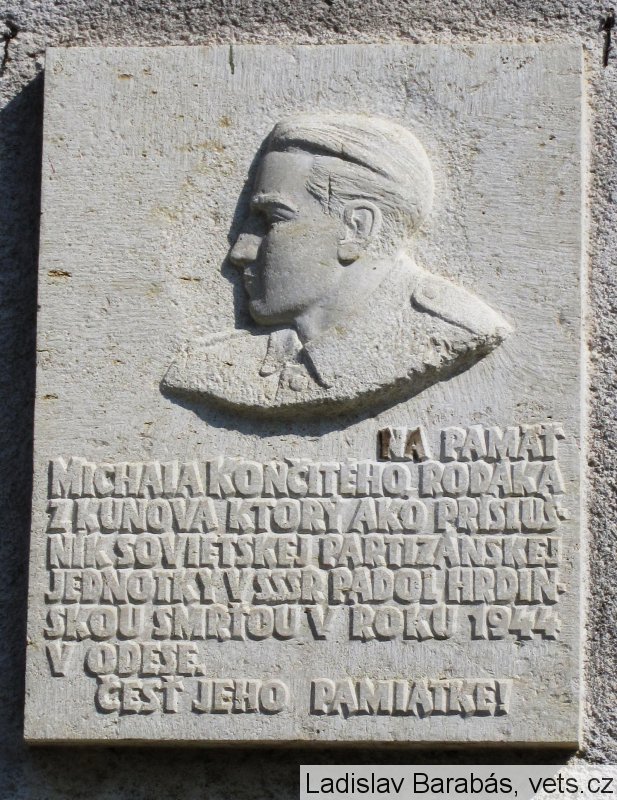 NA PAMÄŤ
MICHALA KONČITÉHO RODÁKA
Z KUNOVA KTORÝ AKO PRÍSLUŠ-
NÍK SOVIETSKEJ PARTIZÁNSKEJ
JEDNOTKY V SSSR PADOL HRDIN-
SKOU SMRŤOU V ROKU 1944
V ODESE.
ČESŤ JEHO PAMIATKE!
Ladislav Barabás, vets.cz